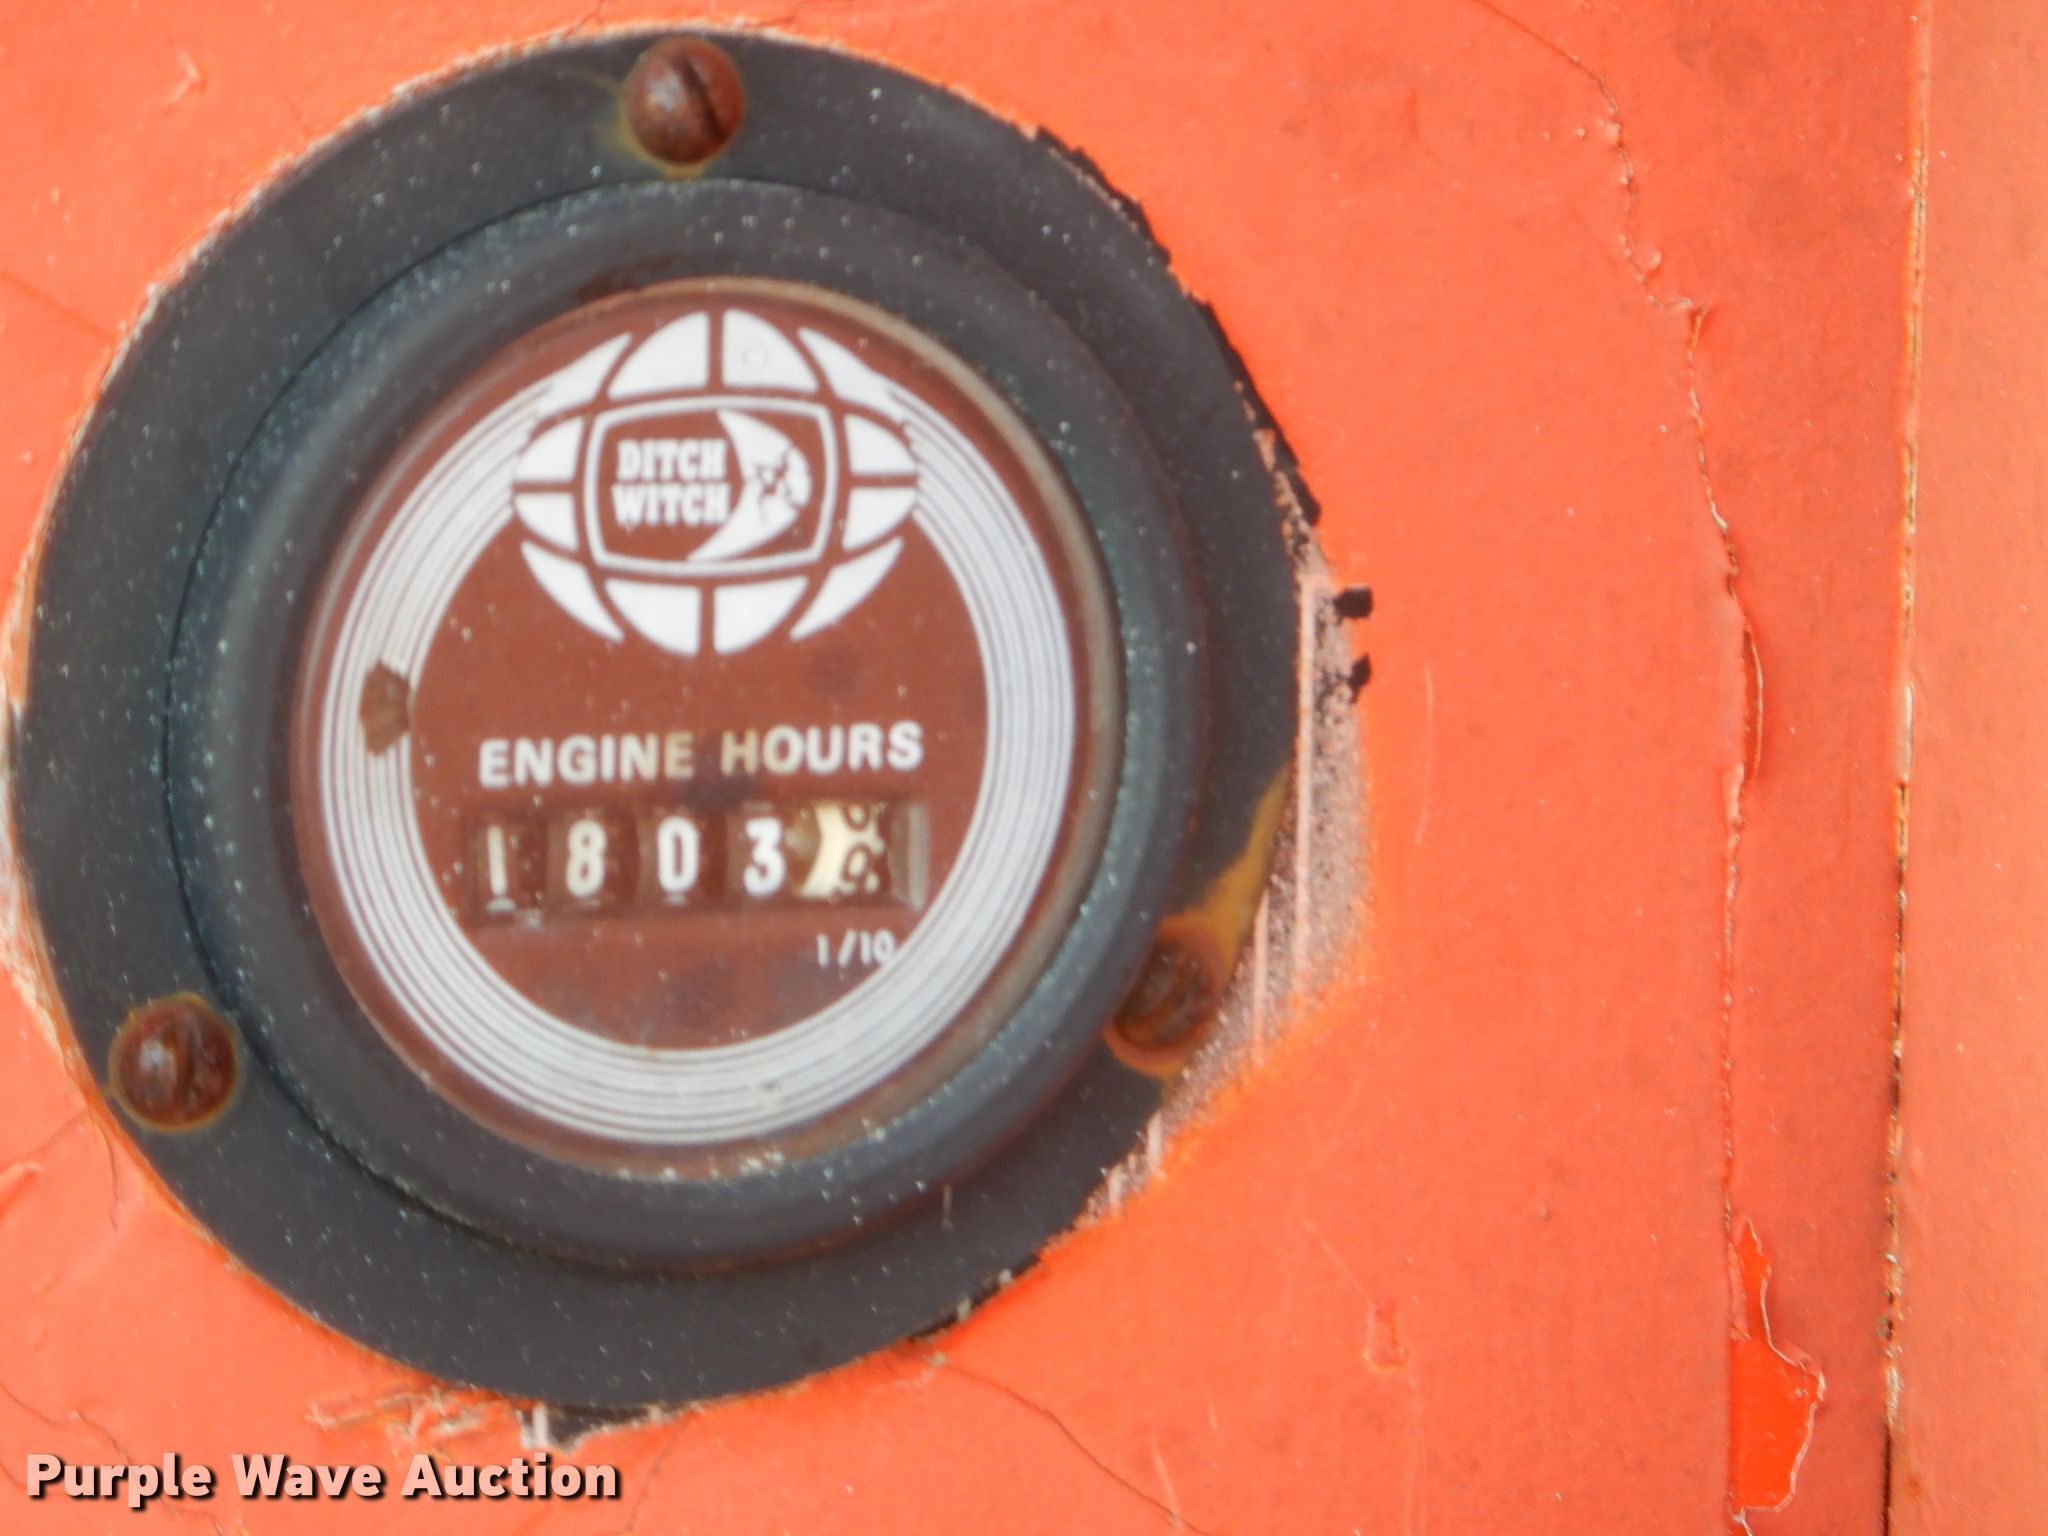 DITCH
WITCH
ENGINE HOURS
1803
1/10
Purple Wave Auction